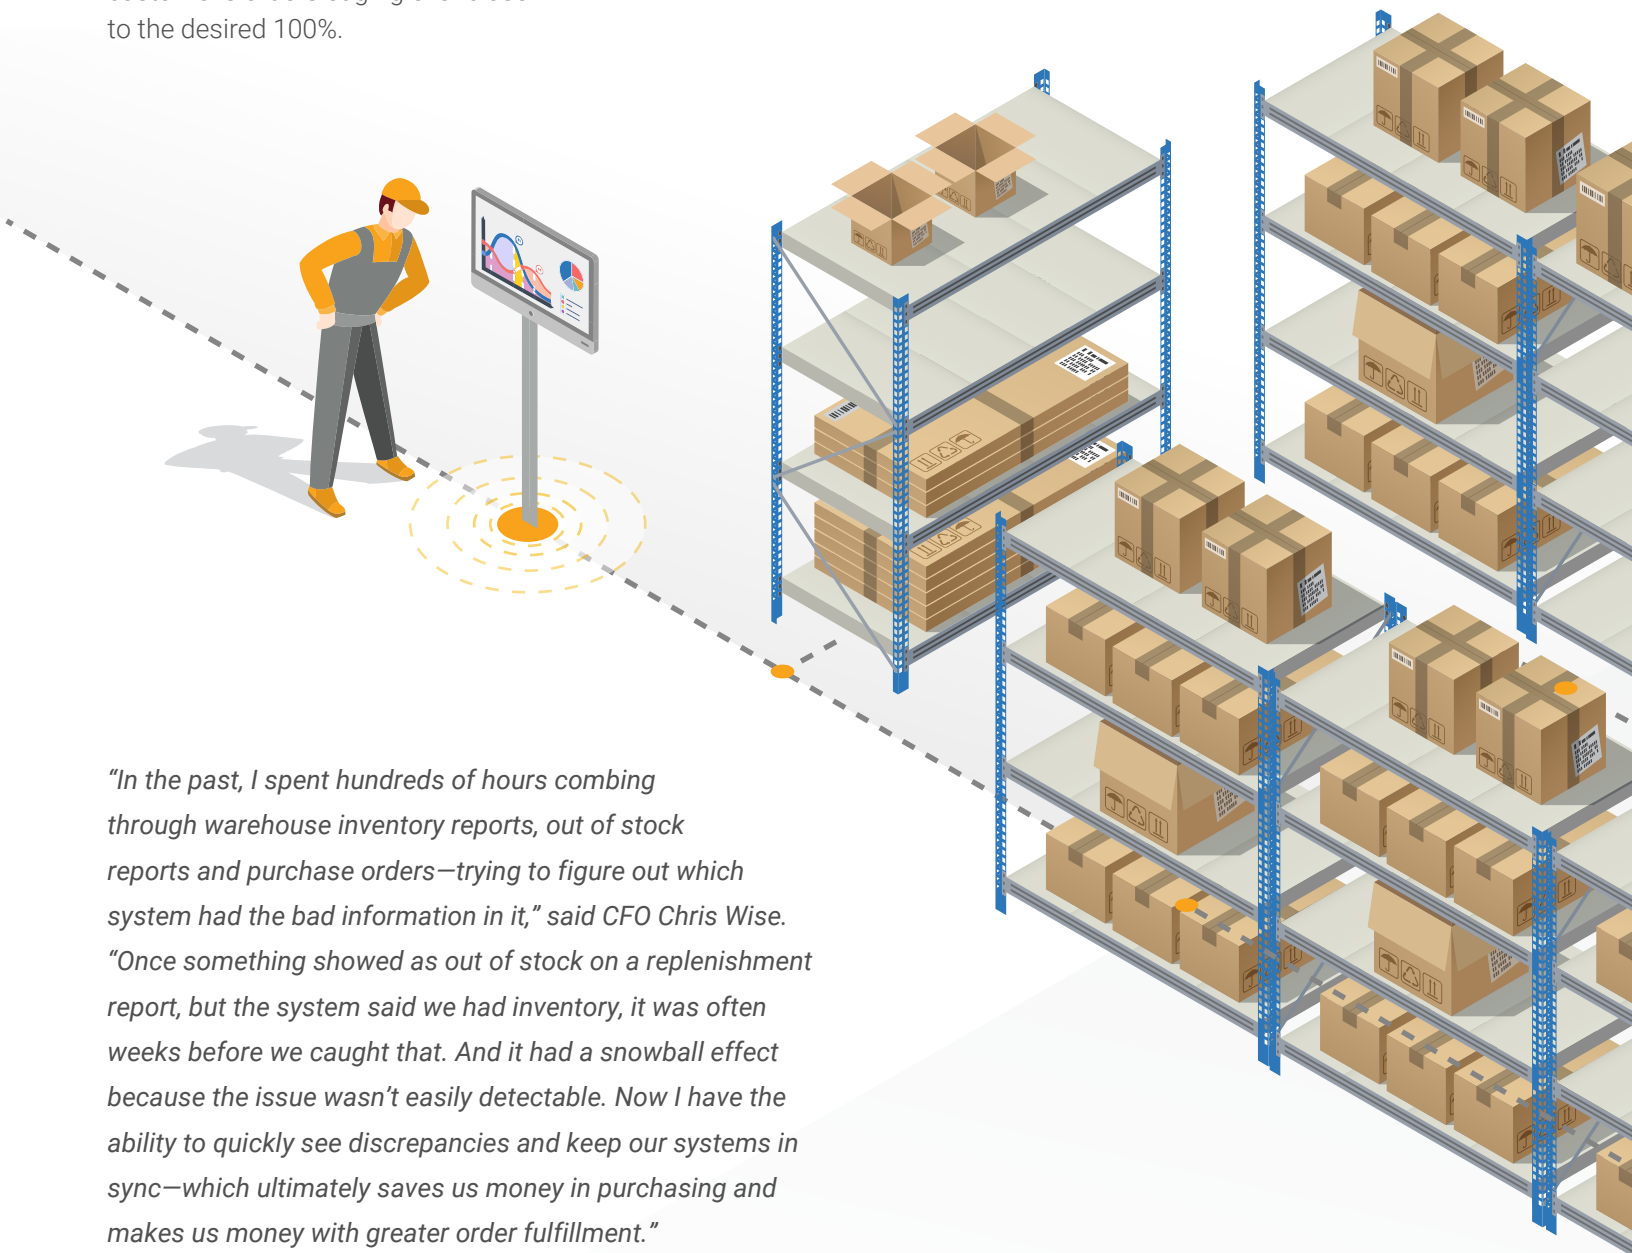 to the desired 100%.
“In the past, I spent hundreds of hours combing
through warehouse inventory reports, out of stock
reports and purchase orders—trying to figure out which
system had the bad information in it,” said CFO Chris Wise.
“Once something showed as out of stock on a replenishment
report, but the system said we had inventory, it was often
weeks before we caught that. And it had a snowball effect
because the issue wasn’t easily detectable. Now I have the
ability to quickly see discrepancies and keep our systems in
sync—which ultimately saves us money in purchasing and
makes us money with greater order fulfillment.”